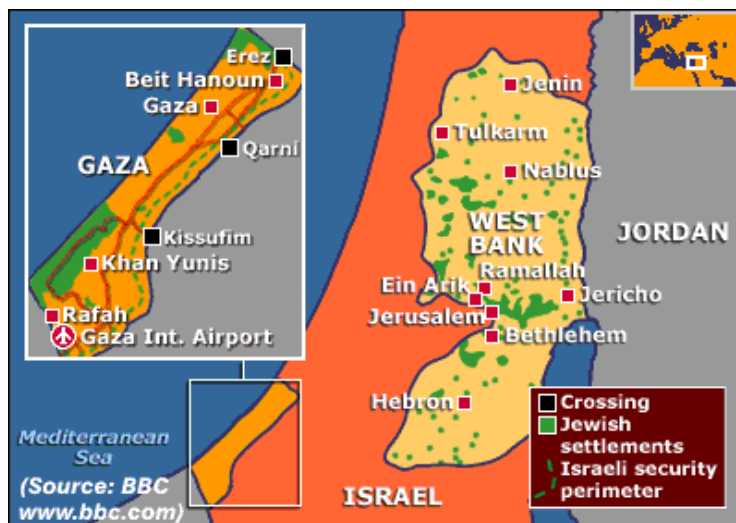 Erez
Beit Hanoun
Gaza
Qarni
GAZA
Kissufim
Khan Yunis
Rafah
Gaza Int. Airport
Jenin
Tulkarm
Nablus
WEST
BANK
Ramallah
Ein Arik
Jericho
Jerusalem
Bethlehem
Hebron
JORDAN
Mediterranean
Sea
(Source: BBC
www.bbc.com)
ISRAEL
Crossing
Jewish
settlements
Israeli security
perimeter